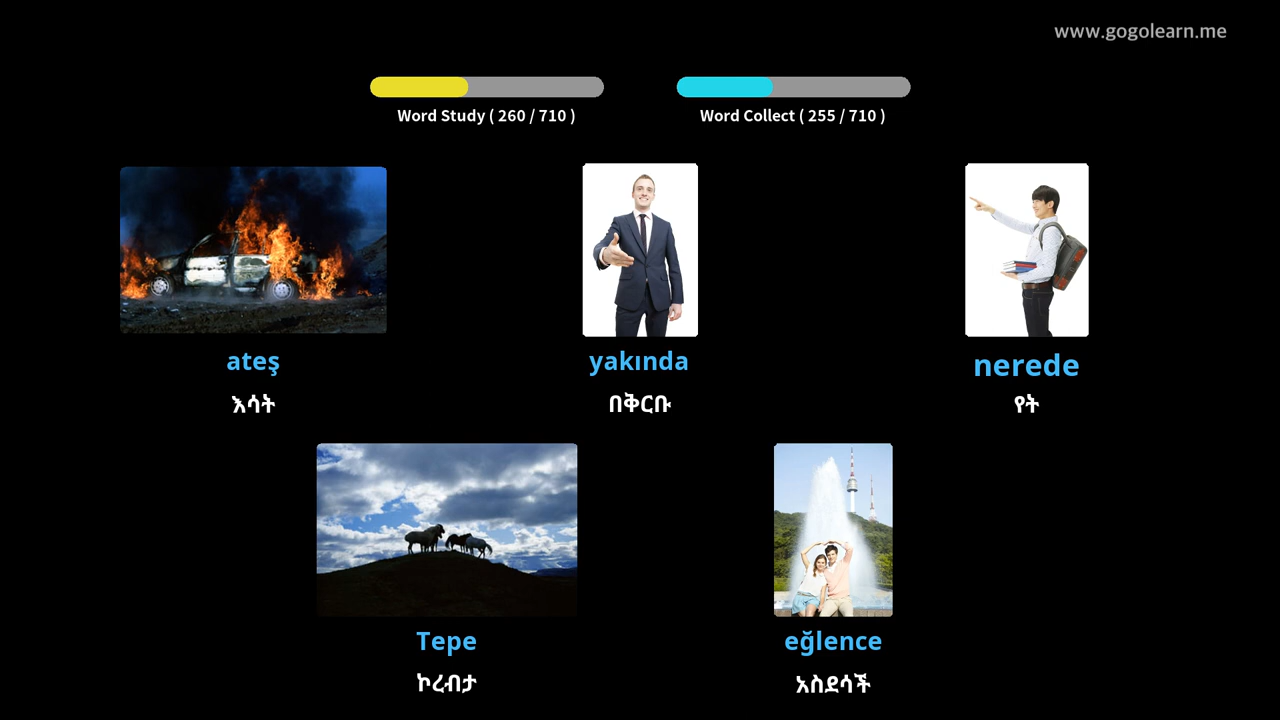 www.gogolearn.me
Word Study ( 260 / 710 )
Word Collect ( 255 / 710 )
ateş
yakında
nerede
እሳት
በቅርቡ
የት
Tepe
eğlence
ኮረብታ
አስደሳች